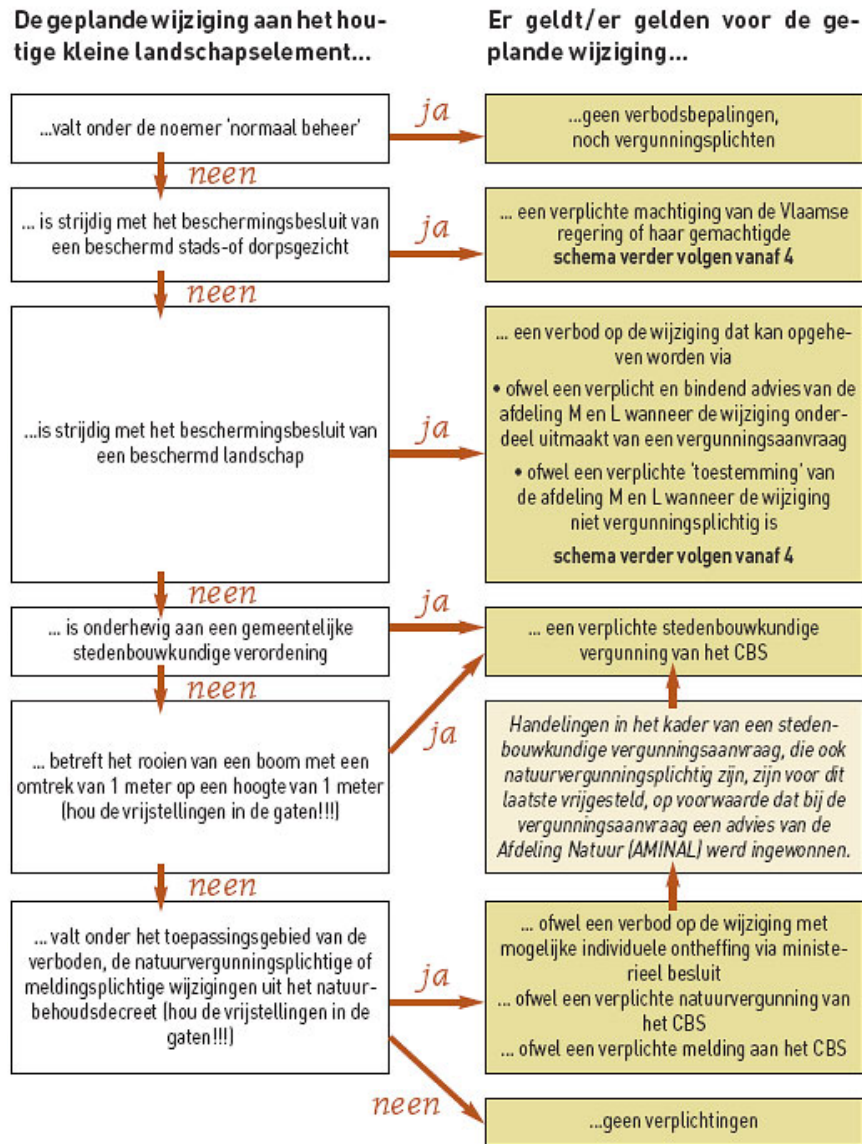 De geplande wijziging aan het hou-
tige kleine landschapselement...
Er geldt/er gelden voor de ge-
plande wijziging...
...valt onder de noemer 'normaal beheer'
ja
...geen verbodsbepalingen,
noch vergunningsplichten
neen
... is strijdig met het beschermingsbesluit van
een beschermd stads-of dorpsgezicht
ja
... een verplichte machtiging van de Vlaamse
regering of haar gemachtigde
schema verder volgen vanaf 4
neen
...is strijdig met het beschermingsbesluit van
een beschermd landschap
ja
... een verbod op de wijziging dat kan opgehe-
ven worden via
• ofwel een verplicht en bindend advies van de
afdeling M en L wanneer de wijziging onder-
deel uitmaakt van een vergunningsaanvraag
• ofwel een verplichte 'toestemming' van
de afdeling M en L wanneer de wijziging
niet vergunningsplichtig is
schema verder volgen vanaf 4
neen
... is onderhevig aan een gemeentelijke
stedenbouwkundige verordening
ja
... een verplichte stedenbouwkundige
vergunning van het CBS
neen
... betreft het rooien van een boom met een
omtrek van 1 meter op een hoogte van 1 meter
(hou de vrijstellingen in de gaten!!!)
ja
Handelingen in het kader van een steden-
bouwkundige vergunningsaanvraag, die ook
natuurvergunningsplichtig zijn, zijn voor dit
laatste vrijgesteld, op voorwaarde dat bij de
vergunningsaanvraag een advies van de
Afdeling Natuur (AMINAL) werd ingewonnen.
neen
... valt onder het toepassingsgebied van de
verboden, de natuurvergunningsplichtige of
meldingsplichtige wijzigingen uit het natuur-
behoudsdecreet (hou de vrijstellingen in de
gaten!!!)
ja
... ofwel een verbod op de wijziging met
mogelijke individuele ontheffing via ministe-
rieel besluit
... ofwel een verplichte natuurvergunning van
het CBS
... ofwel een verplichte melding aan het CBS
neen
...geen verplichtingen